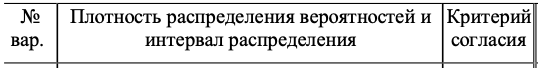 № вар.
Плотность распределения вероятностей и
интервал распределения
Критерий
согласия